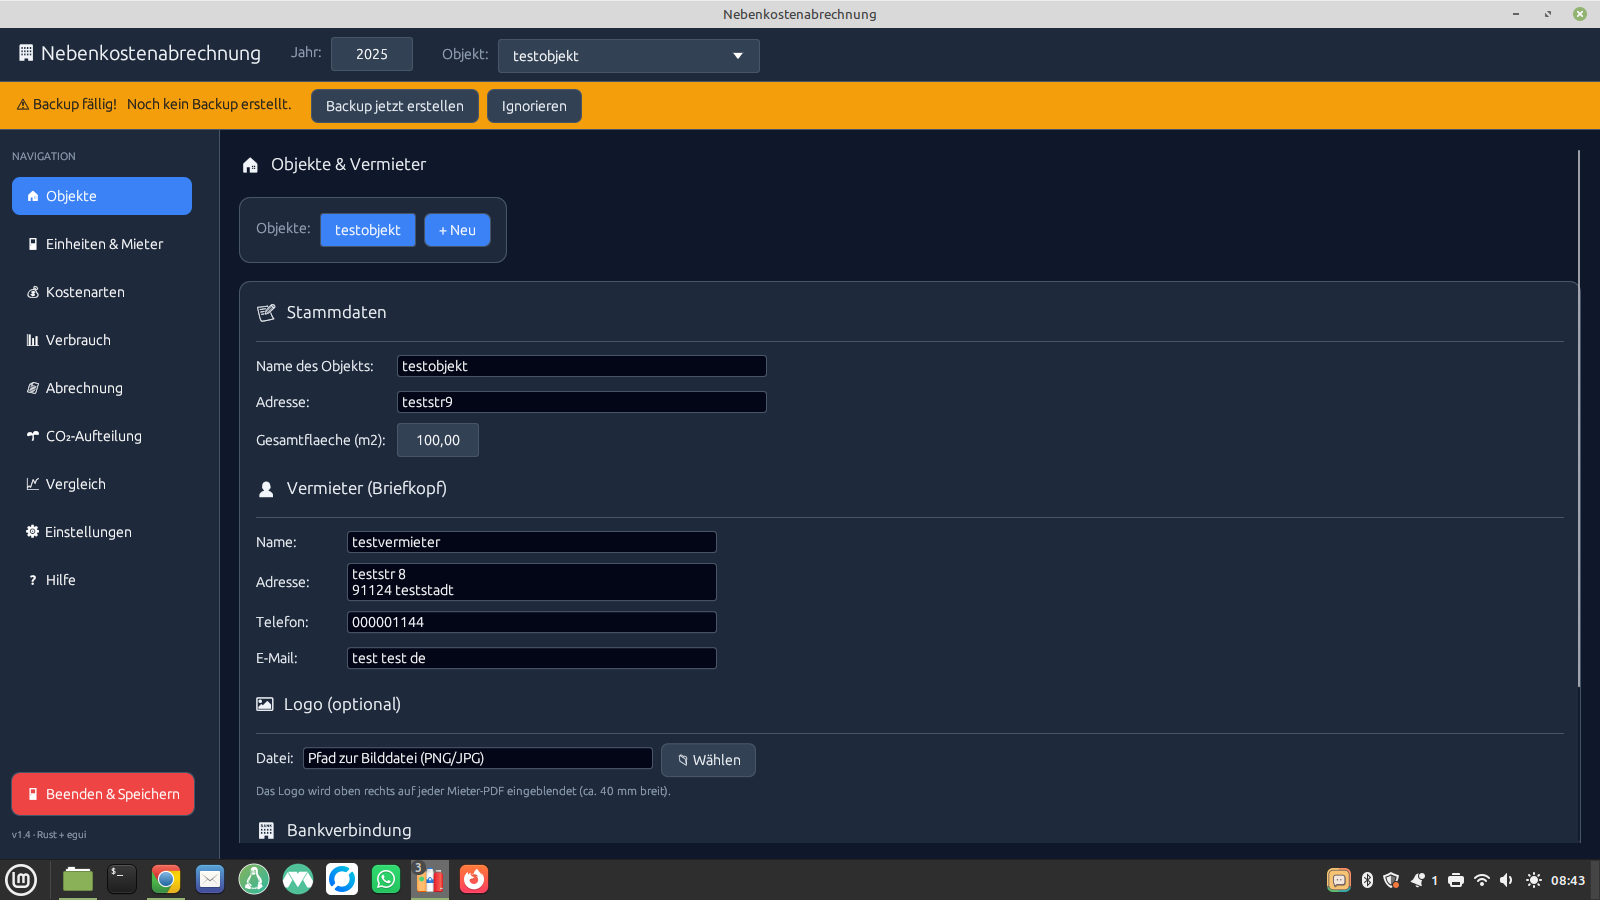 Nebenkostenabrechnung
Nebenkostenabrechnung Jahr: 2025 Objekt: testobjekt
⚠ Backup fällig! Noch kein Backup erstellt. Backup jetzt erstellen Ignorieren
NAVIGATION
Objekte
Einheiten & Mieter
Kostenarten
Verbrauch
Abrechnung
CO₂-Aufteilung
Vergleich
Einstellungen
? Hilfe
Beenden & Speichern
v1.4 · Rust + egui
Objekte & Vermieter
Objekte: testobjekt + Neu
Stammdaten
Name des Objekts: testobjekt
Adresse: teststr9
Gesamtflaeche (m2): 100,00
Vermieter (Briefkopf)
Name: testvermieter
Adresse: teststr 8
91124 teststadt
Telefon: 000001144
E-Mail: test test de
Logo (optional)
Datei: Pfad zur Bilddatei (PNG/JPG) Wählen
Das Logo wird oben rechts auf jeder Mieter-PDF eingeblendet (ca. 40 mm breit).
Bankverbindung
3 1 08:43